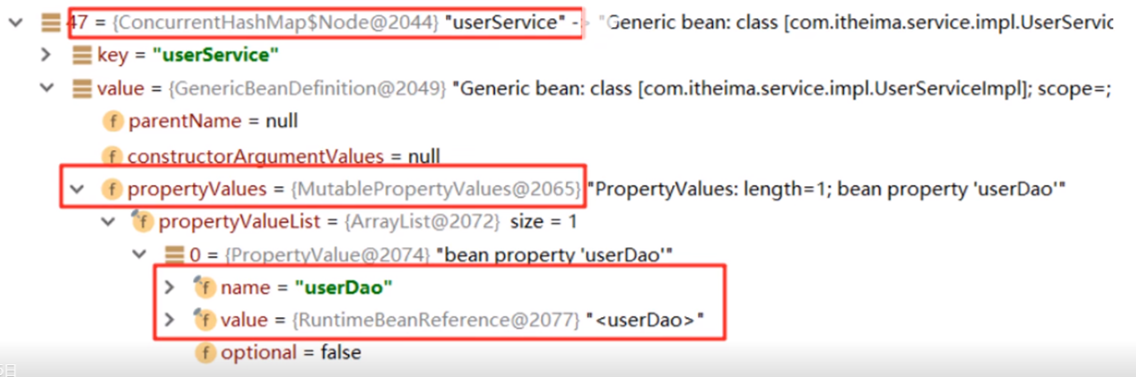 47 = {ConcurrentHashMap$Node@2044} "userService" -> "Generic bean: class [com.itheima.service.impl.UserServic
key = "userService"
value = {GenericBeanDefinition@2049} "Generic bean: class [com.itheima.service.impl.UserServiceImpl]; scope=;
f parentName = null
f constructorArgumentValues = null
f propertyValues = {MutablePropertyValues@2065} "PropertyValues: length=1; bean property 'userDao'"
f propertyValueList = {ArrayList@2072} size = 1
0 = {PropertyValue@2074} "bean property 'userDao'"
f name = "userDao"
f value = {RuntimeBeanReference@2077} "<userDao>"
f optional = false